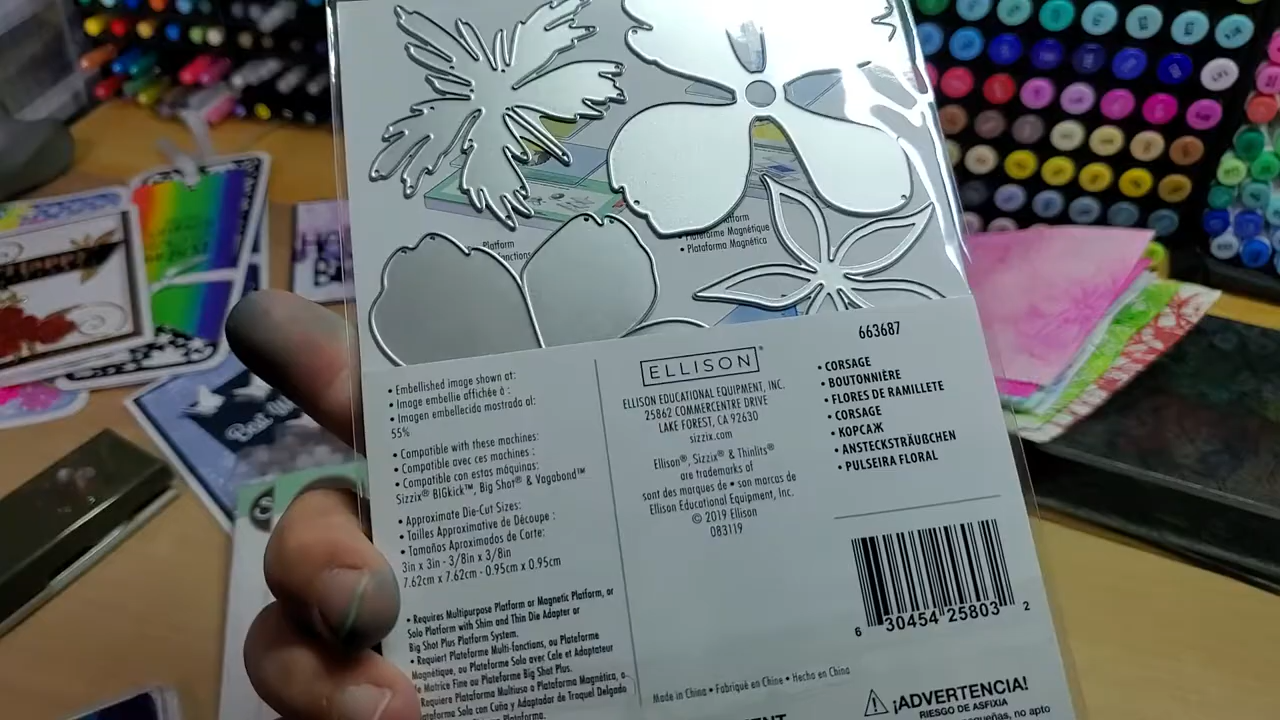 Platform
latform
Plateforme Magnétique
• Plataforma Magnética
663687
• Embellished image shown at:
• Image embellie affichée à :
• Imagen embellecida mostrada al:
55%
• Compatible with these machines:
• Compatible avec ces machines :
• Compatible con estas máquinas:
Sizzix® BIGkick™, Big Shot® & Vagabond™
• Approximate Die-Cut Sizes:
• Tailles Approximative de Découpe :
• Tamaños Aproximados de Corte:
3in x 3in - 3/8in x 3/8in
7.62cm x 7.62cm - 0.95cm x 0.95cm
• Requires Multipurpose Platform or Magnetic Platform, or
Solo Platform with Shim and Thin Die Adapter or
Big Shot Plus Platform System.
• Requiert Plateforme Multi-fonctions, ou Plateforme
Magnétique, ou Plateforme Solo avec Cale et Adaptateur
Matrice Fine ou Plateforme Big Shot Plus.
Requiere Plataforma Multiusa o Plataforma Magnética, o
Solo con Cuña y Adaptador de Troquel Delgado
Plataforma.
ELLISON®
ELLISON EDUCATIONAL EQUIPMENT, INC.
25862 COMMERCENTRE DRIVE
LAKE FOREST, CA 92630
sizzix.com
Ellison®, Sizzix® & Thinlits®
are trademarks of
sont des marques de • son marcas de
Ellison Educational Equipment, Inc.
© 2019 Ellison
083119
• CORSAGE
• BOUTONNIÈRE
• FLORES DE RAMILLETE
• CORSAGE
• КОРСАЖ
• ANSTECKSTRÄUßCHEN
• PULSEIRA FLORAL
6 30454 25803 2
Made in China • Fabriqué en Chine • Hecho en China
¡ADVERTENCIA!
RIESGO DE ASFIXIA
Best